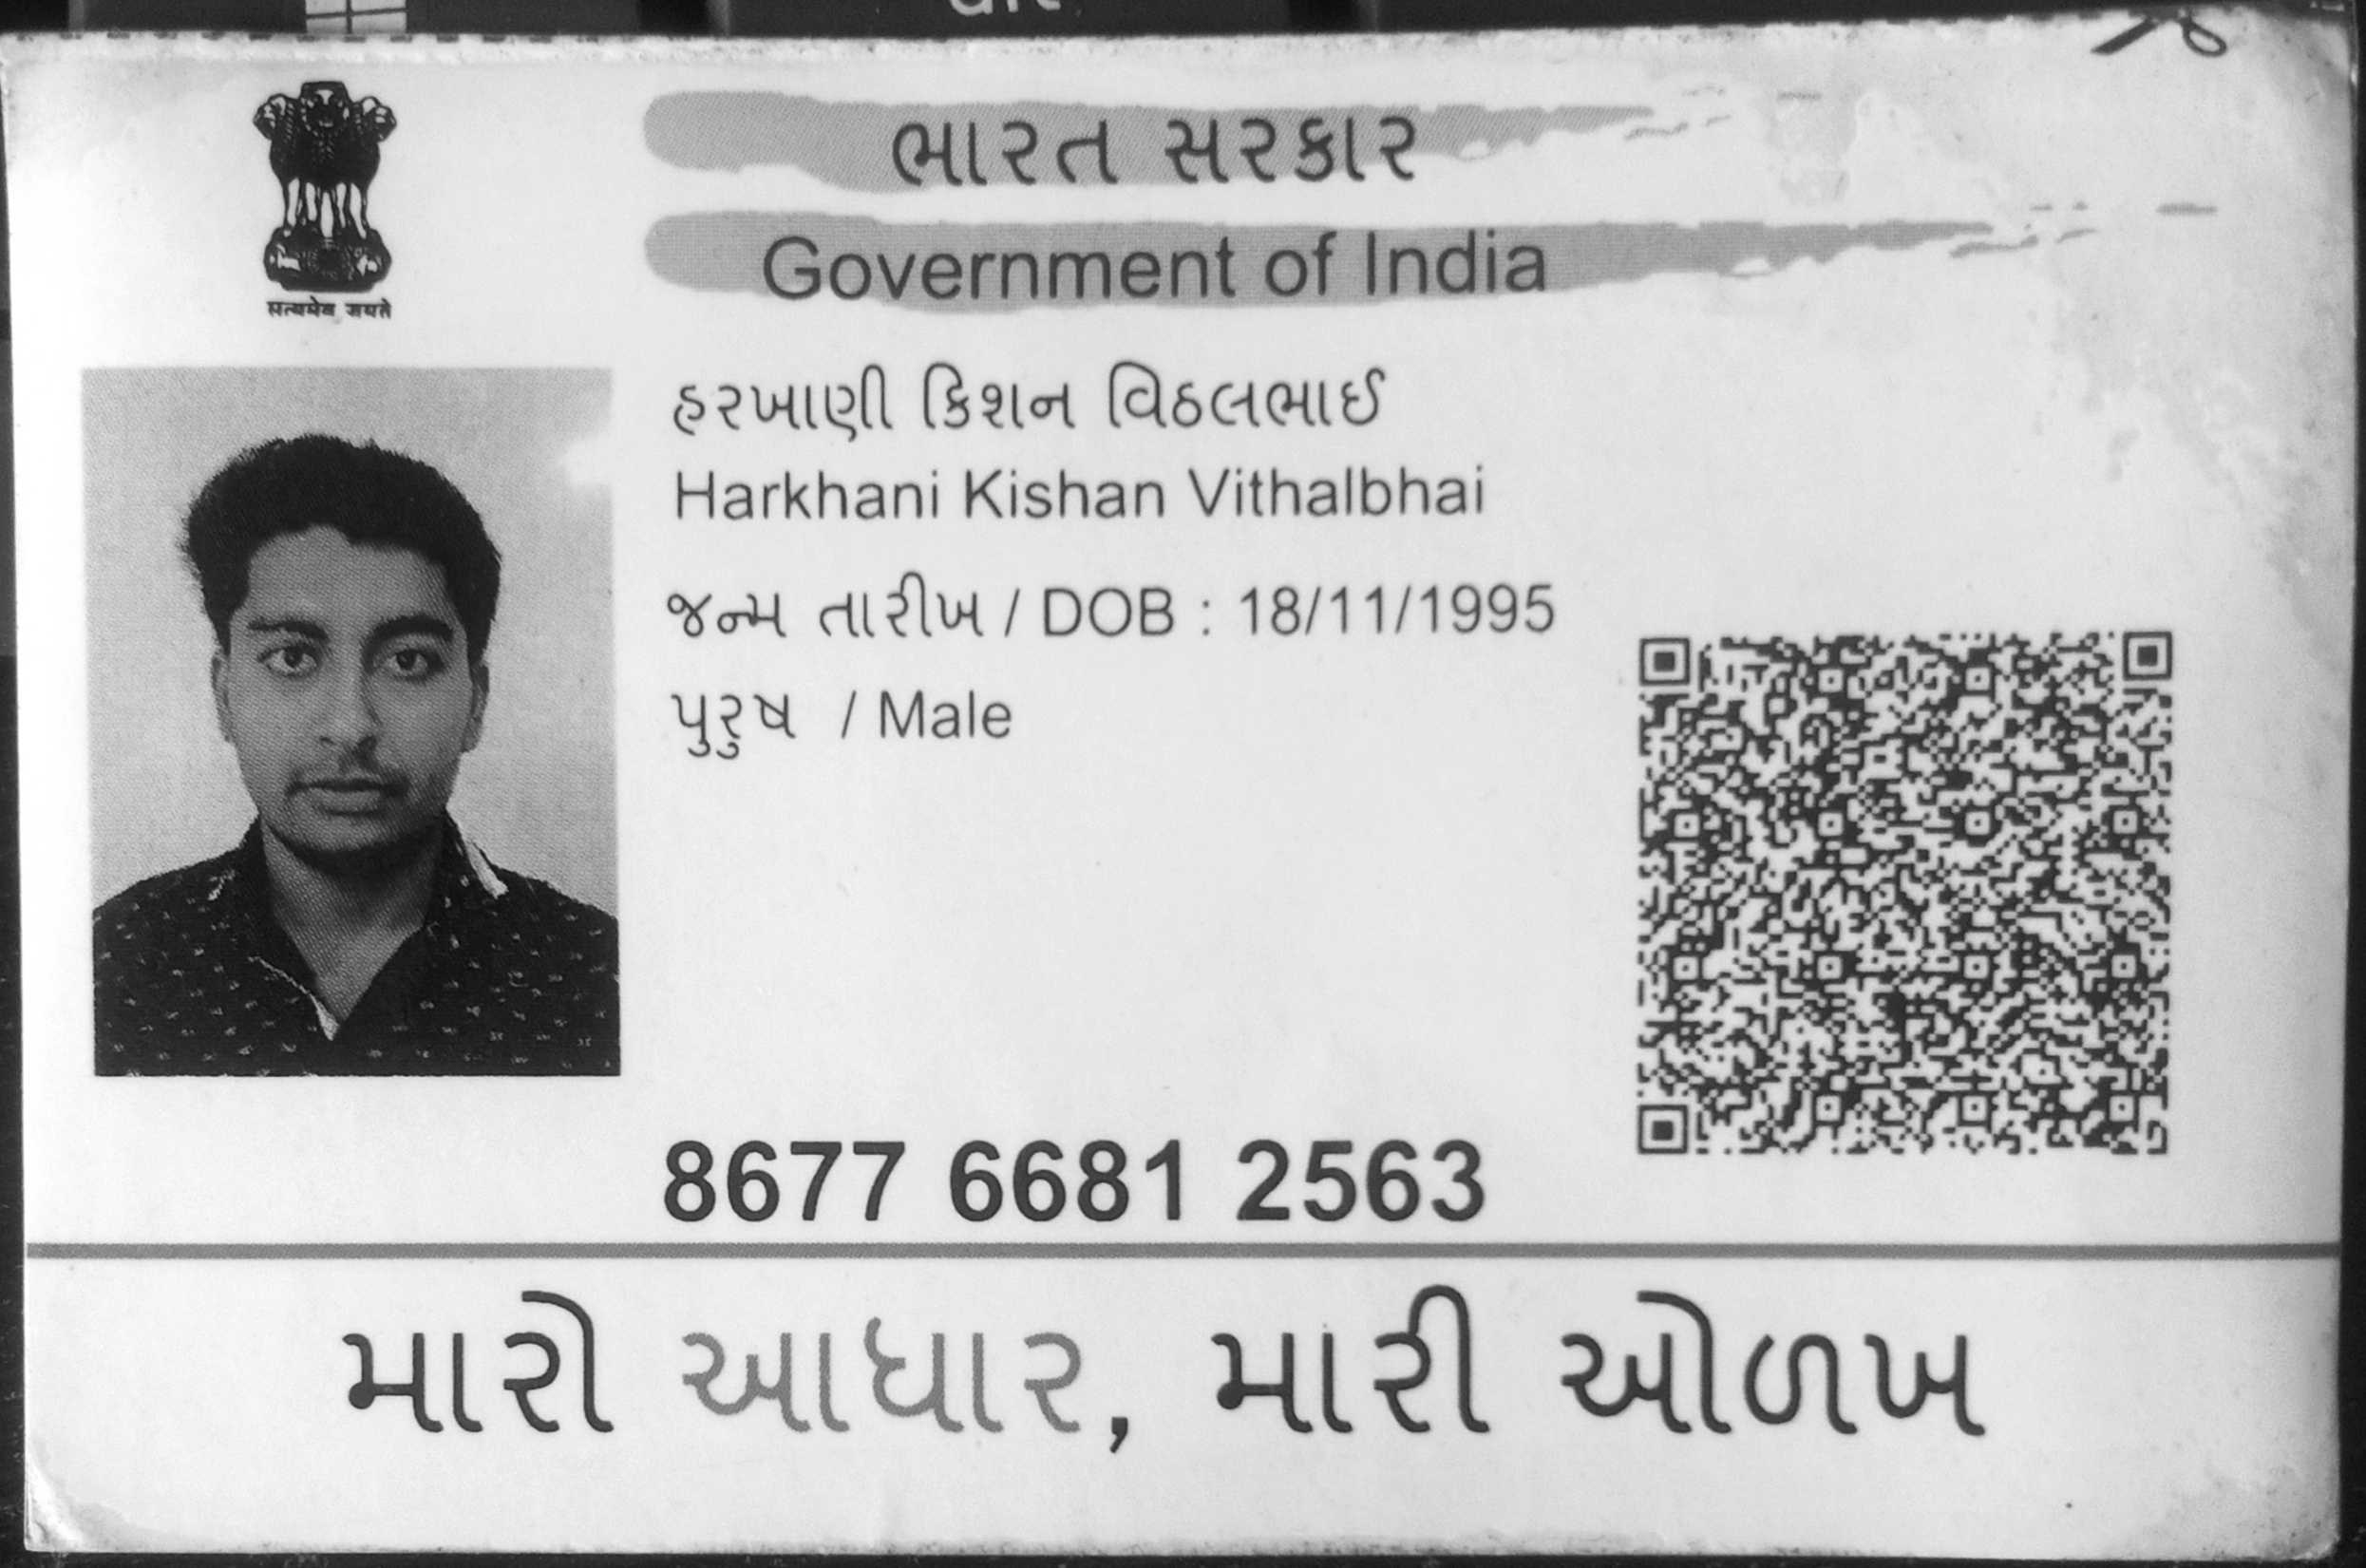 ભારત સરકાર
Government of India
सत्यमेव जयते
હરખાણી કિશન વિઠલભાઈ
Harkhani Kishan Vithalbhai
જન્મ તારીખ / DOB : 18/11/1995
પુરુષ / Male
8677 6681 2563
મારો આધાર, મારી ઓળખ